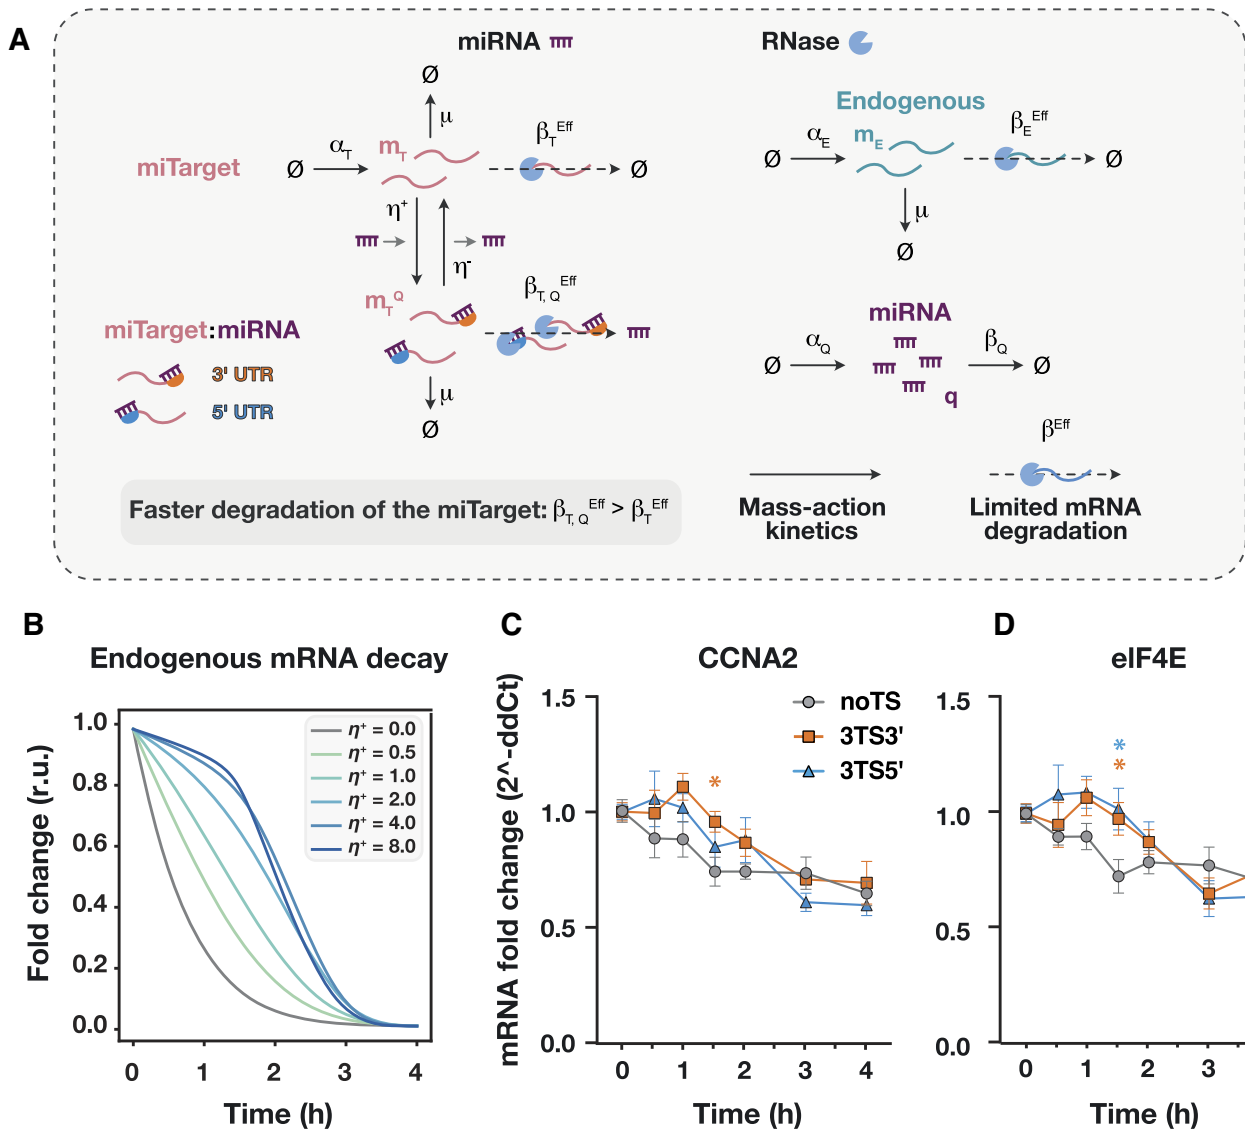 A
miRNA
RNase
Ø
μ
Endogenous
miTarget
Ø
α_T
m_T
β_T^Eff
Ø
Ø
α_E
m_E
β_E^Eff
Ø
μ
Ø
η⁺
η⁻
m_T^Q
β_T, Q^Eff
miTarget:miRNA
3' UTR
5' UTR
μ
Ø
miRNA
Ø
α_Q
β_Q
Ø
q
β^Eff
Faster degradation of the miTarget: β_T, Q^Eff > β_T^Eff
Mass-action
kinetics
Limited mRNA
degradation
B
Endogenous mRNA decay
Fold change (r.u.)
1.0
0.8
0.6
0.4
0.2
0.0
η⁺ = 0.0
η⁺ = 0.5
η⁺ = 1.0
η⁺ = 2.0
η⁺ = 4.0
η⁺ = 8.0
0 1 2 3 4
Time (h)
C
CCNA2
mRNA fold change (2^-ddCt)
1.5
1.0
0.5
0.0
noTS
3TS3'
3TS5'
*
0 1 2 3 4
Time (h)
D
eIF4E
1.5
1.0
0.5
0.0
*
*
0 1 2 3
Time (h)